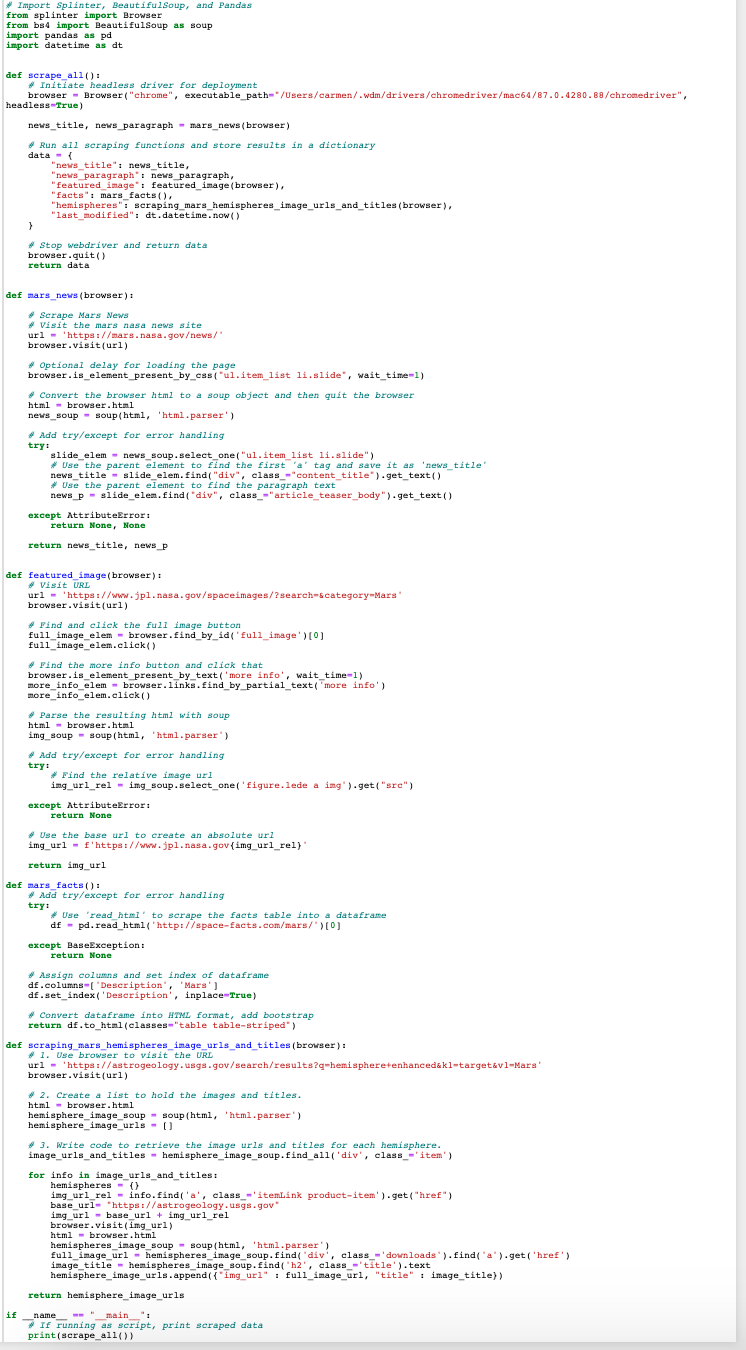 # Import Splinter, BeautifulSoup, and Pandas
from splinter import Browser
from bs4 import BeautifulSoup as soup
import pandas as pd
import datetime as dt
def scrape_all():
# Initiate headless driver for deployment
browser = Browser("chrome", executable_path="/Users/carmen/.wdm/drivers/chromedriver/mac64/87.0.4280.88/chromedriver",
headless=True)
news_title, news_paragraph = mars_news(browser)
# Run all scraping functions and store results in a dictionary
data = {
"news_title": news_title,
"news_paragraph": news_paragraph,
"featured_image": featured_image(browser),
"facts": mars_facts(),
"hemispheres": scraping_mars_hemispheres_image_urls_and_titles(browser),
"last_modified": dt.datetime.now()
}
# Stop webdriver and return data
browser.quit()
return data
def mars_news(browser):
# Scrape Mars News
# Visit the mars nasa news site
url = 'https://mars.nasa.gov/news/'
browser.visit(url)
# Optional delay for loading the page
browser.is_element_present_by_css("ul.item_list li.slide", wait_time=1)
# Convert the browser html to a soup object and then quit the browser
html = browser.html
news_soup = soup(html, 'html.parser')
# Add try/except for error handling
try:
slide_elem = news_soup.select_one("ul.item_list li.slide")
# Use the parent element to find the first 'a' tag and save it as 'news_title'
news_title = slide_elem.find("div", class_="content_title").get_text()
# Use the parent element to find the paragraph text
news_p = slide_elem.find("div", class_="article_teaser_body").get_text()
except AttributeError:
return None, None
return news_title, news_p
def featured_image(browser):
# Visit URL
url = 'https://www.jpl.nasa.gov/spaceimages/?search=&category=Mars'
browser.visit(url)
# Find and click the full image button
full_image_elem = browser.find_by_id('full_image')[0]
full_image_elem.click()
# Find the more info button and click that
browser.is_element_present_by_text('more info', wait_time=1)
more_info_elem = browser.links.find_by_partial_text('more info')
more_info_elem.click()
# Parse the resulting html with soup
html = browser.html
img_soup = soup(html, 'html.parser')
# Add try/except for error handling
try:
# Find the relative image url
img_url_rel = img_soup.select_one('figure.lede a img').get("src")
except AttributeError:
return None
# Use the base url to create an absolute url
img_url = f'https://www.jpl.nasa.gov{img_url_rel}'
return img_url
def mars_facts():
# Add try/except for error handling
try:
# Use 'read_html' to scrape the facts table into a dataframe
df = pd.read_html('http://space-facts.com/mars/')[0]
except BaseException:
return None
# Assign columns and set index of dataframe
df.columns=['Description', 'Mars']
df.set_index('Description', inplace=True)
# Convert dataframe into HTML format, add bootstrap
return df.to_html(classes="table table-striped")
def scraping_mars_hemispheres_image_urls_and_titles(browser):
# 1. Use browser to visit the URL
url = 'https://astrogeology.usgs.gov/search/results?q=hemisphere+enhanced&k1=target&v1=Mars'
browser.visit(url)
# 2. Create a list to hold the images and titles.
html = browser.html
hemisphere_image_soup = soup(html, 'html.parser')
hemisphere_image_urls = []
# 3. Write code to retrieve the image urls and titles for each hemisphere.
image_urls_and_titles = hemisphere_image_soup.find_all('div', class_='item')
for info in image_urls_and_titles:
hemispheres = {}
img_url_rel = info.find('a', class_='itemLink product-item').get("href")
base_url= "https://astrogeology.usgs.gov"
img_url = base_url + img_url_rel
browser.visit(img_url)
html = browser.html
hemispheres_image_soup = soup(html, 'html.parser')
full_image_url = hemispheres_image_soup.find('div', class_='downloads').find('a').get('href')
image_title = hemispheres_image_soup.find('h2', class_='title').text
hemisphere_image_urls.append({"img_url" : full_image_url, "title" : image_title})
return hemisphere_image_urls
if __name__ == "__main__":
# If running as script, print scraped data
print(scrape_all())